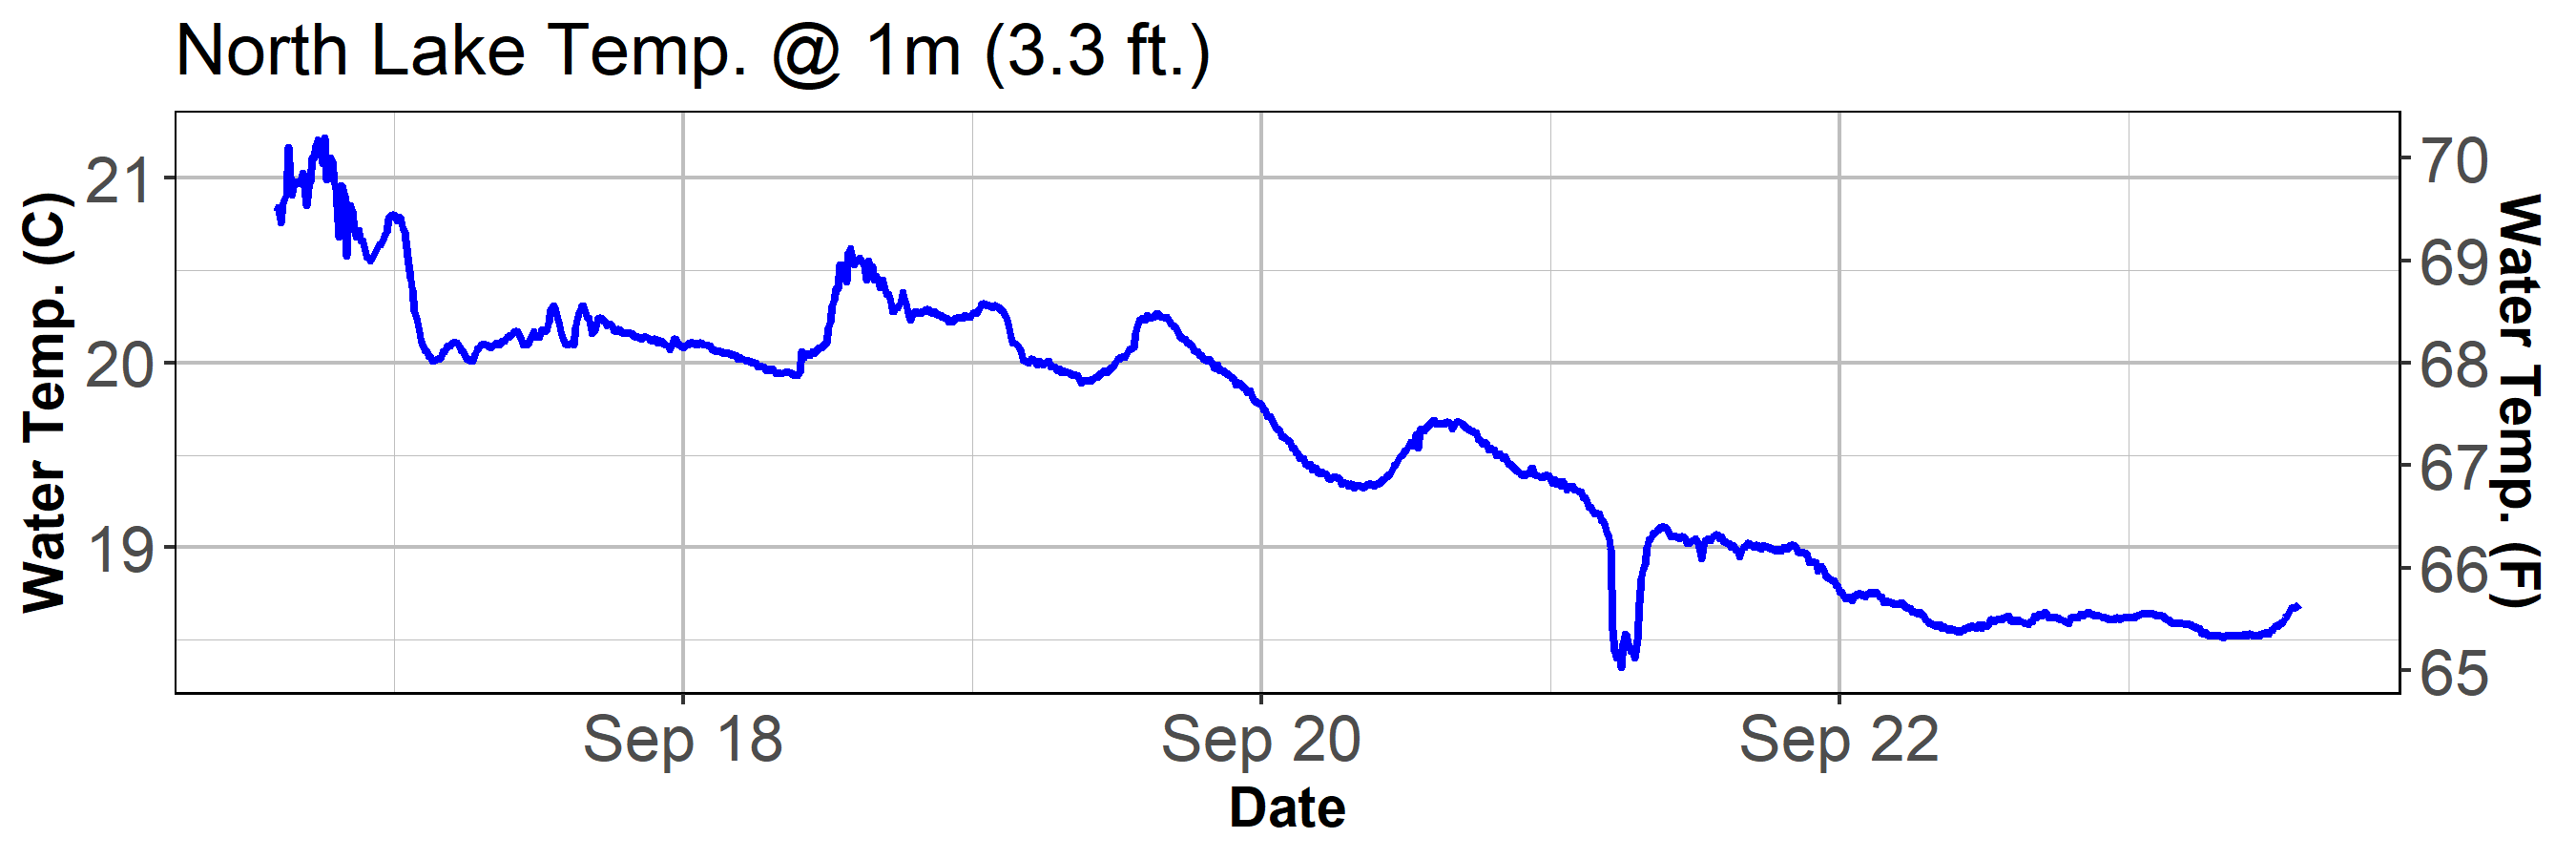 North Lake Temp. @ 1m (3.3 ft.)
Water Temp. (C)
21
20
19
70
69
68
67
66
65
Water Temp. (F)
Sep 18
Sep 20
Sep 22
Date